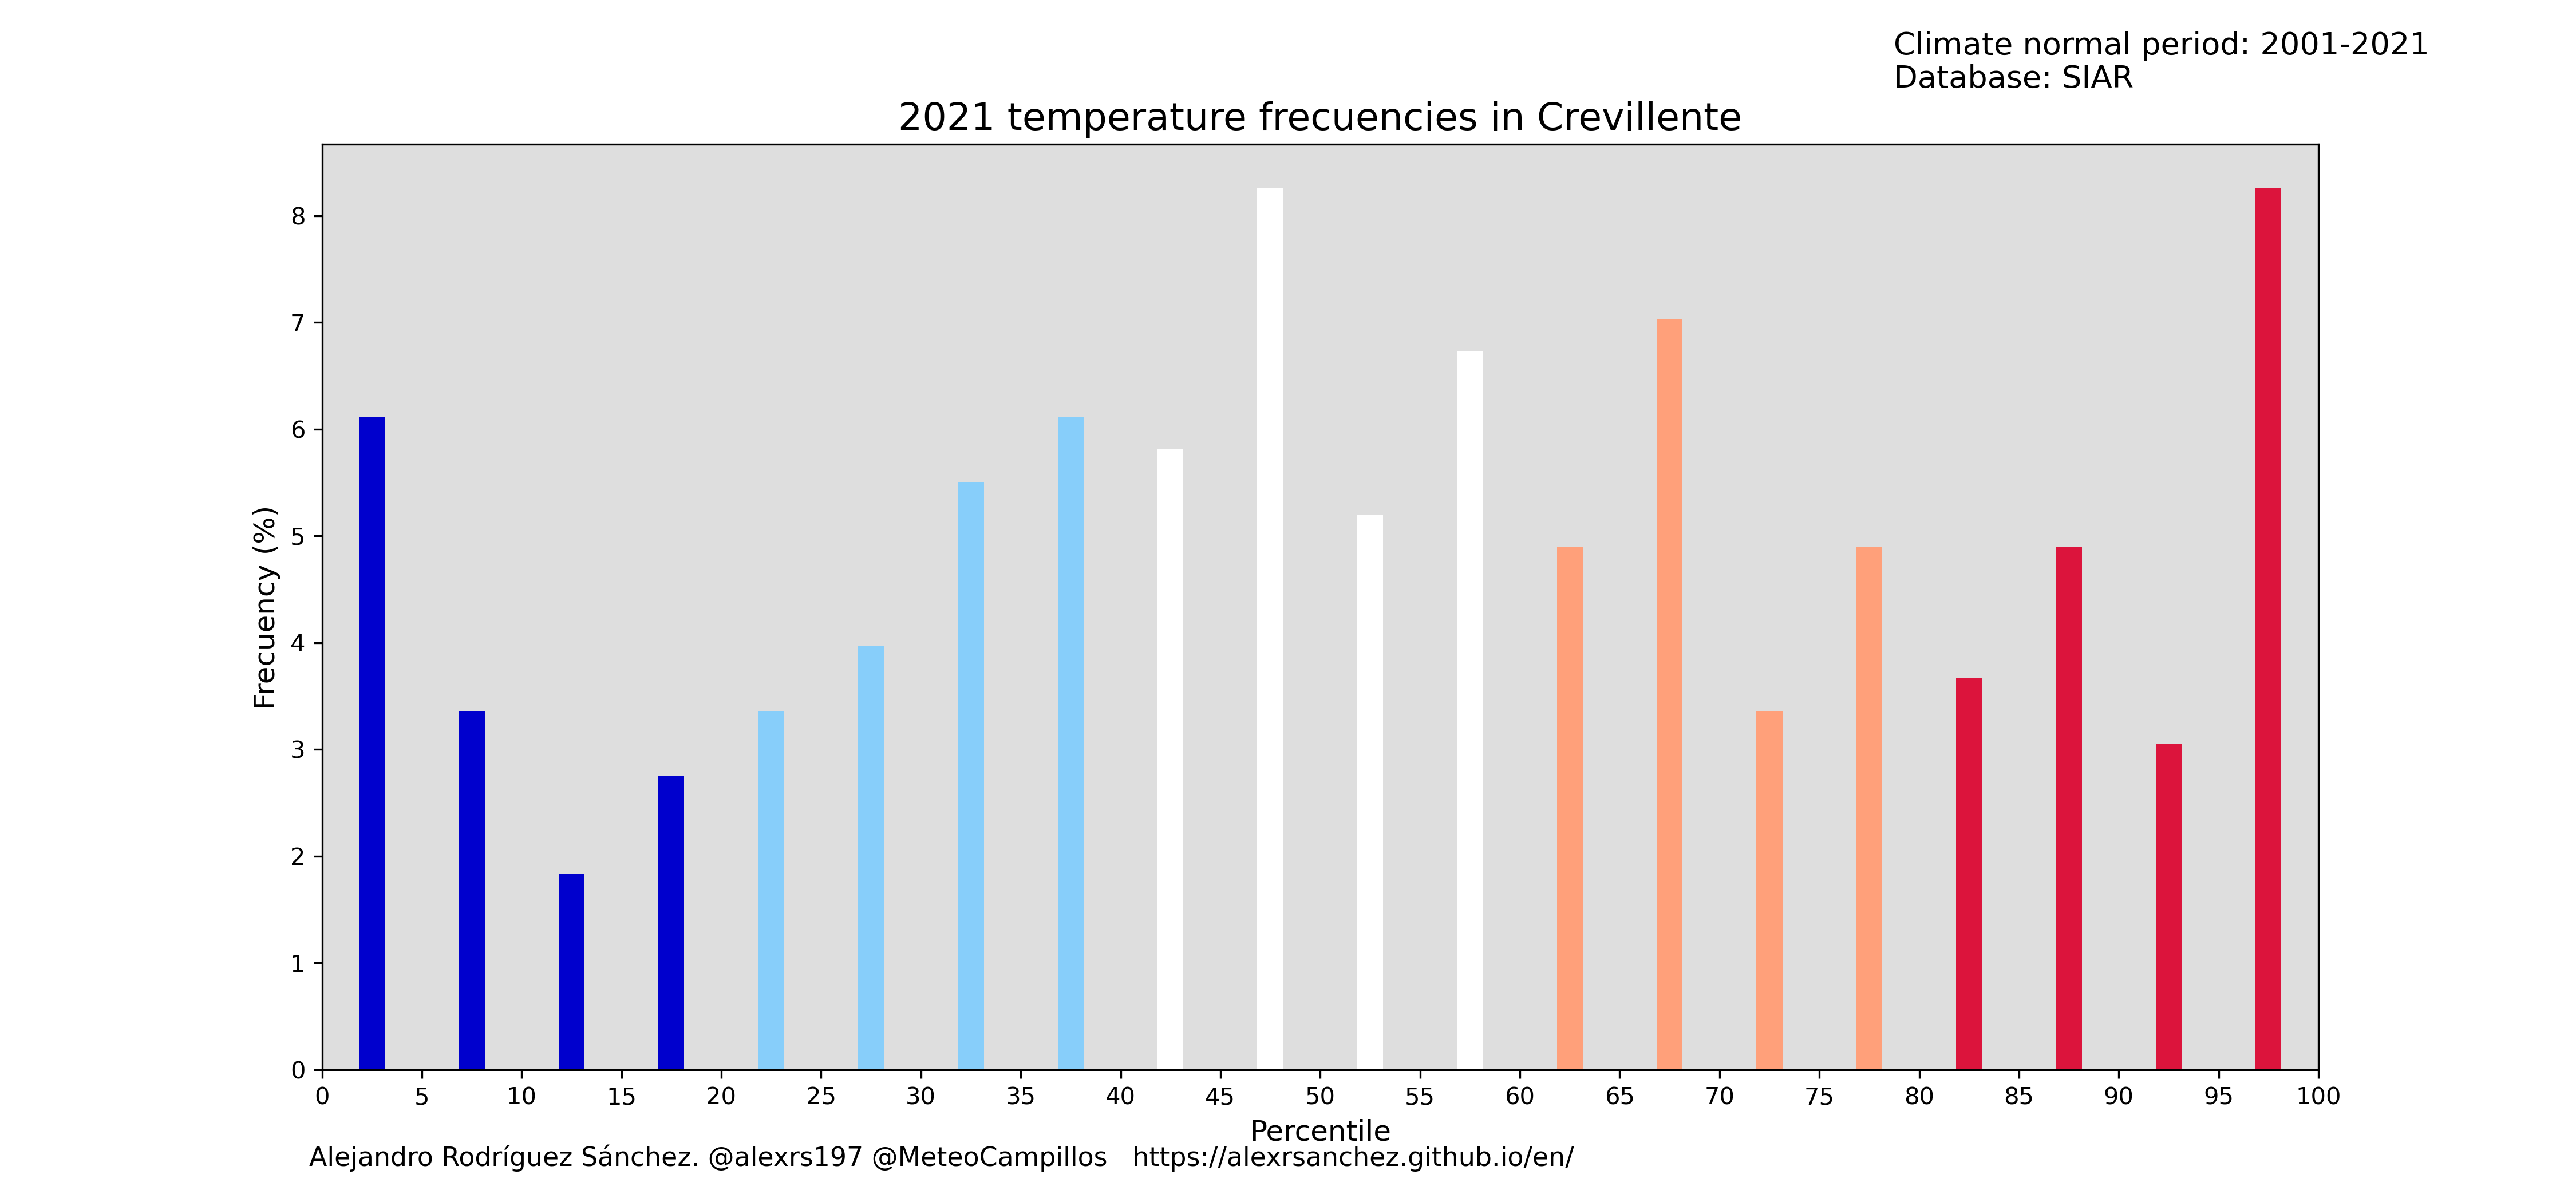 Climate normal period: 2001-2021
Database: SIAR
2021 temperature frecuencies in Crevillente
Frecuency (%)
8
7
6
5
4
3
2
1
0
0 5 10 15 20 25 30 35 40 45 50 55 60 65 70 75 80 85 90 95 100
Percentile
Alejandro Rodríguez Sánchez. @alexrs197 @MeteoCampillos https://alexrsanchez.github.io/en/